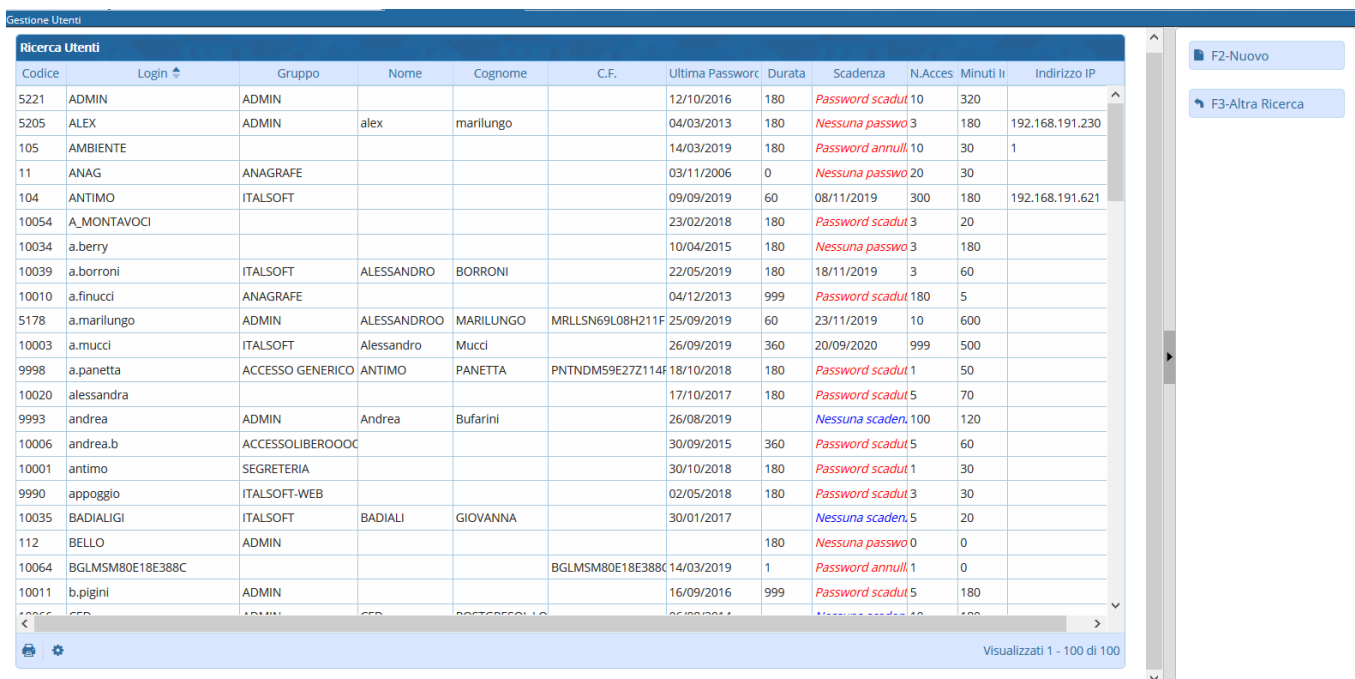 Gestione Utenti
Ricerca Utenti
Codice Login Gruppo Nome Cognome C.F. Ultima Passworc Durata Scadenza N.Acces Minuti Ir Indirizzo IP
5221 ADMIN ADMIN 12/10/2016 180 Password scadut 10 320
5205 ALEX ADMIN alex marilungo 04/03/2013 180 Nessuna passwo 3 180 192.168.191.230
105 AMBIENTE 14/03/2019 180 Password annull 10 30 1
11 ANAG ANAGRAFE 03/11/2006 0 Nessuna passwo 20 30
104 ANTIMO ITALSOFT 09/09/2019 60 08/11/2019 300 180 192.168.191.621
10054 A_MONTAVOCI 23/02/2018 180 Password scadut 3 20
10034 a.berry 10/04/2015 180 Nessuna passwo 3 180
10039 a.borroni ITALSOFT ALESSANDRO BORRONI 22/05/2019 180 18/11/2019 3 60
10010 a.finucci ANAGRAFE 04/12/2013 999 Password scadut 180 5
5178 a.marilungo ADMIN ALESSANDROO MARILUNGO MRLLSN69L08H211F 25/09/2019 60 23/11/2019 10 600
10003 a.mucci ITALSOFT Alessandro Mucci 26/09/2019 360 20/09/2020 999 500
9998 a.panetta ACCESSO GENERICO ANTIMO PANETTA PNTNDM59E27Z114F 18/10/2018 180 Password scadut 1 50
10020 alessandra 17/10/2017 180 Password scadut 5 70
9993 andrea ADMIN Andrea Bufarini 26/08/2019 Nessuna scaden 100 120
10006 andrea.b ACCESSOLIBEROOOC 30/09/2015 360 Password scadut 5 60
10001 antimo SEGRETERIA 30/10/2018 180 Password scadut 1 30
9990 appoggio ITALSOFT-WEB 02/05/2018 180 Password scadut 3 30
10035 BADIALIGI ITALSOFT BADIALI GIOVANNA 30/01/2017 Nessuna scaden 5 20
112 BELLO ADMIN 180 Nessuna passwo 0 0
10064 BGLMSM80E18E388C BGLMSM80E18E388C 14/03/2019 1 Password annull 1 0
10011 b.pigini ADMIN 16/09/2016 999 Password scadut 5 180
Visualizzati 1 - 100 di 100
F2-Nuovo
F3-Altra Ricerca